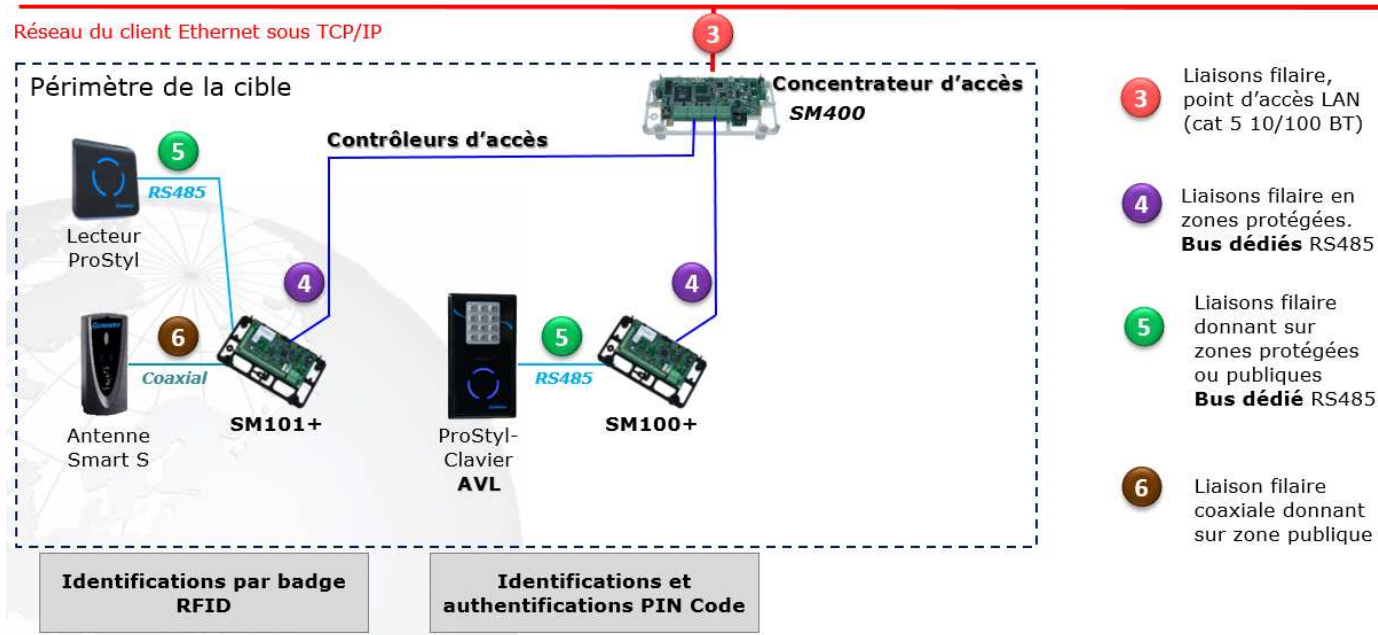 Réseau du client Ethernet sous TCP/IP
3
Périmètre de la cible
Concentrateur d'accès
SM400
Contrôleurs d'accès
5
RS485
Lecteur
ProStyl
4
4
6
Coaxial
5
RS485
SM101+
SM100+
Antenne
Smart S
ProStyl-
Clavier
AVL
Identifications par badge
RFID
Identifications et
authentifications PIN Code
3
Liaisons filaire,
point d'accès LAN
(cat 5 10/100 BT)
4
Liaisons filaire en
zones protégées.
Bus dédiés RS485
5
Liaisons filaire
donnant sur
zones protégées
ou publiques
Bus dédié RS485
6
Liaison filaire
coaxiale donnant
sur zone publique